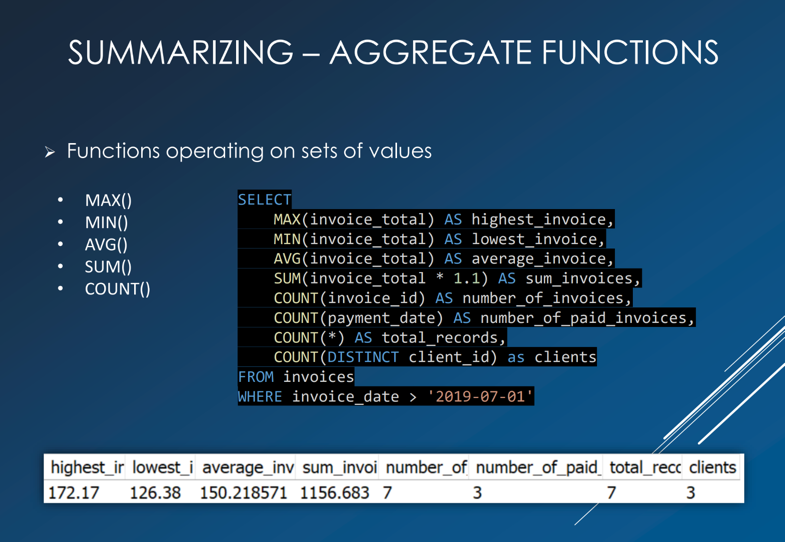 SUMMARIZING – AGGREGATE FUNCTIONS
➢ Functions operating on sets of values
• MAX()
• MIN()
• AVG()
• SUM()
• COUNT()
SELECT
MAX(invoice_total) AS highest_invoice,
MIN(invoice_total) AS lowest_invoice,
AVG(invoice_total) AS average_invoice,
SUM(invoice_total * 1.1) AS sum_invoices,
COUNT(invoice_id) AS number_of_invoices,
COUNT(payment_date) AS number_of_paid_invoices,
COUNT(*) AS total_records,
COUNT(DISTINCT client_id) as clients
FROM invoices
WHERE invoice_date > '2019-07-01'
highest_ir lowest_i average_inv sum_invoi number_of number_of_paid_ total_recc clients
172.17 126.38 150.218571 1156.683 7 3 7 3